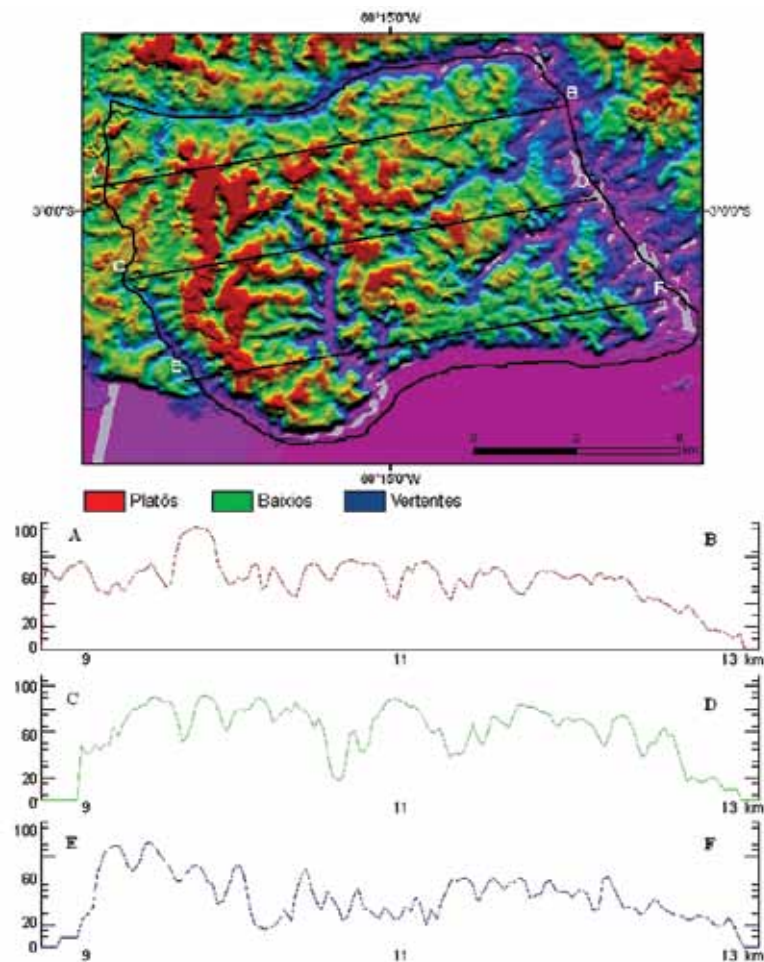 60°15'0"W
B
A
3°0'0"S
D
3°0'0"S
C
F
E
km
60°15'0"W
Platôs
Baixios
Vertentes
100
A
B
60
20
0
9
11
13 km
100
C
D
60
20
0
9
11
13 km
100
E
F
60
20
0
9
11
13 km